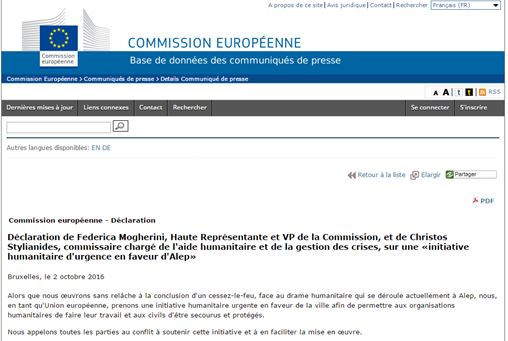 A propos de ce site | Avis juridique | Contact | Rechercher Français (FR)
Commission
européenne
COMMISSION EUROPÉENNE
Base de données des communiqués de presse
Commission Européenne > Communiqués de presse > Details Communiqué de presse
A A t t RSS
Dernières mises à jour Liens connexes Contact Rechercher Se connecter S'inscrire
Autres langues disponibles: EN DE
Retour à la liste Elargir Partager
PDF
Commission européenne - Déclaration
Déclaration de Federica Mogherini, Haute Représentante et VP de la Commission, et de Christos
Stylianides, commissaire chargé de l'aide humanitaire et de la gestion des crises, sur une «initiative
humanitaire d'urgence en faveur d'Alep»
Bruxelles, le 2 octobre 2016
Alors que nous œuvrons sans relâche à la conclusion d'un cessez-le-feu, face au drame humanitaire qui se déroule actuellement à Alep, nous,
en tant qu'Union européenne, prenons une initiative humanitaire urgente en faveur de la ville afin de permettre aux organisations
humanitaires de faire leur travail et aux civils d'être secourus et protégés.
Nous appelons toutes les parties au conflit à soutenir cette initiative et à en faciliter la mise en œuvre.